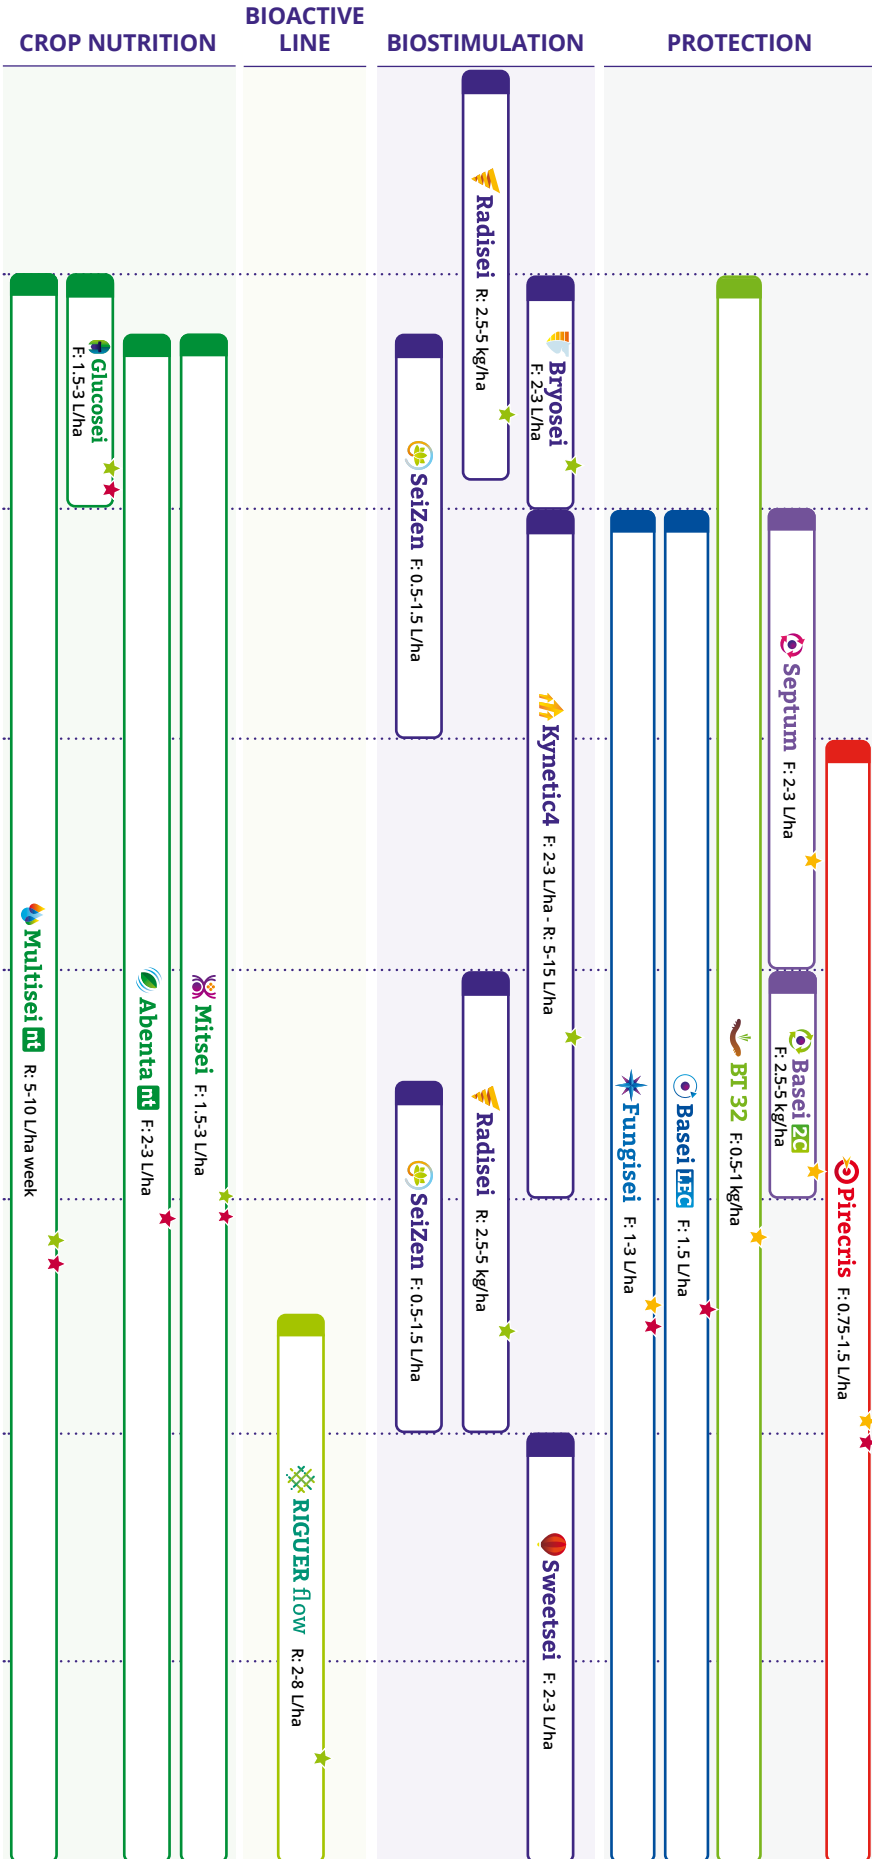 CROP NUTRITION
BIOACTIVE
LINE
BIOSTIMULATION
PROTECTION
Multisei nt R: 5-10 L/ha week
Glucosei
F: 1.5-3 L/ha
Abenta nt F: 2-3 L/ha
Mitsei F: 1.5-3 L/ha
RIGUER flow R: 2-8 L/ha
SeiZen F: 0.5-1.5 L/ha
SeiZen F: 0.5-1.5 L/ha
Radisei R: 2.5-5 kg/ha
Radisei R: 2.5-5 kg/ha
Bryosei
F: 2-3 L/ha
Kynetic4 F: 2-3 L/ha - R: 5-15 L/ha
Sweetsei F: 2-3 L/ha
Fungisei F: 1-3 L/ha
Basei LEC F: 1.5 L/ha
BT 32 F: 0.5-1 kg/ha
Septum F: 2-3 L/ha
Basei 2C
F: 2.5-5 kg/ha
Pirecris F: 0.75-1.5 L/ha